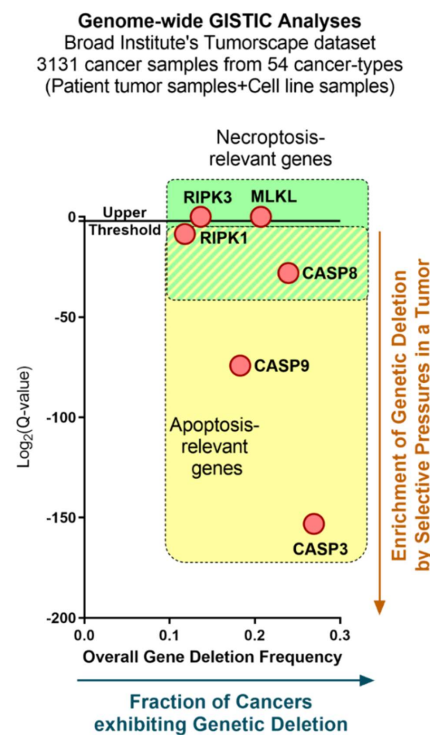 Genome-wide GISTIC Analyses
Broad Institute's Tumorscape dataset
3131 cancer samples from 54 cancer-types
(Patient tumor samples+Cell line samples)
Necroptosis-
relevant genes
RIPK3 MLKL
0
Upper
Threshold
RIPK1
CASP8
-50
CASP9
-100
Apoptosis-
relevant
genes
-150
CASP3
-200
0.0 0.1 0.2 0.3
Log2(Q-value)
Overall Gene Deletion Frequency
Fraction of Cancers
exhibiting Genetic Deletion
Enrichment of Genetic Deletion
by Selective Pressures in a Tumor